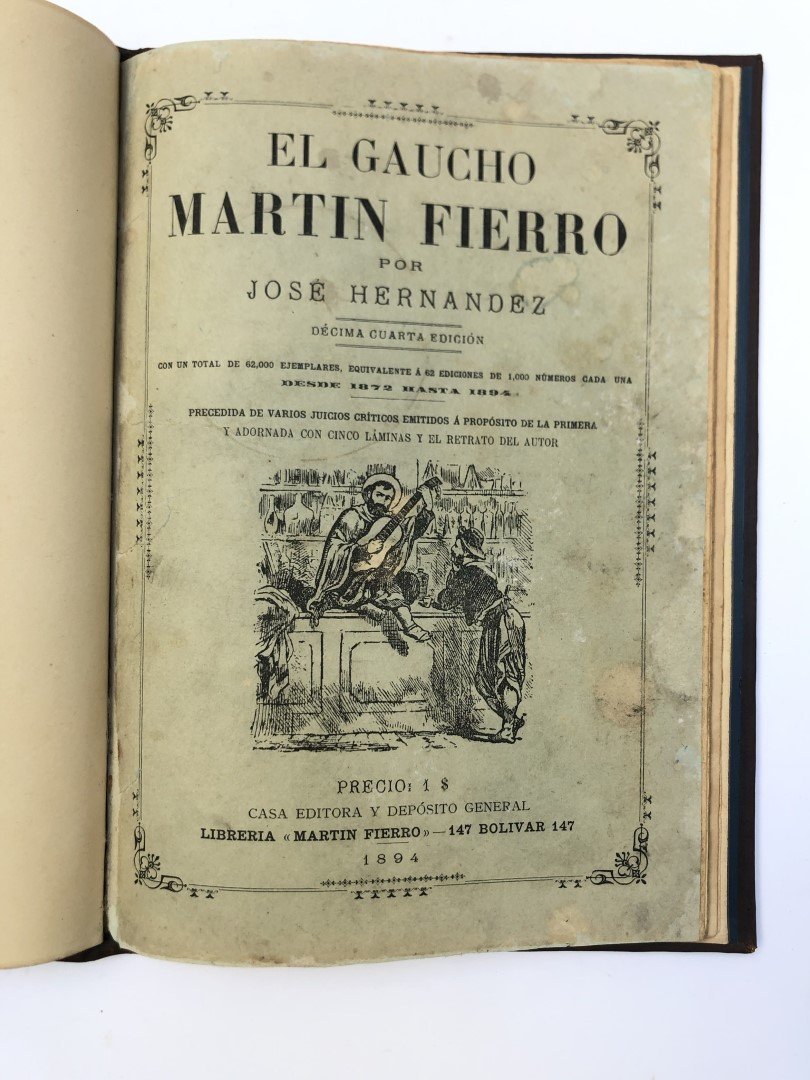 EL GAUCHO
MARTIN FIERRO
POR
JOSÉ HERNANDEZ
DÉCIMA CUARTA EDICIÓN
CON UN TOTAL DE 62,000 EJEMPLARES, EQUIVALENTE Á 62 EDICIONES DE 1,000 NÚMEROS CADA UNA
DESDE 1872 HASTA 1894.
PRECEDIDA DE VARIOS JUICIOS CRÍTICOS EMITIDOS Á PROPÓSITO DE LA PRIMERA
Y ADORNADA CON CINCO LÁMINAS Y EL RETRATO DEL AUTOR
PRECIO: 1 $
CASA EDITORA Y DEPÓSITO GENERAL
LIBRERIA «MARTIN FIERRO» — 147 BOLIVAR 147
1894